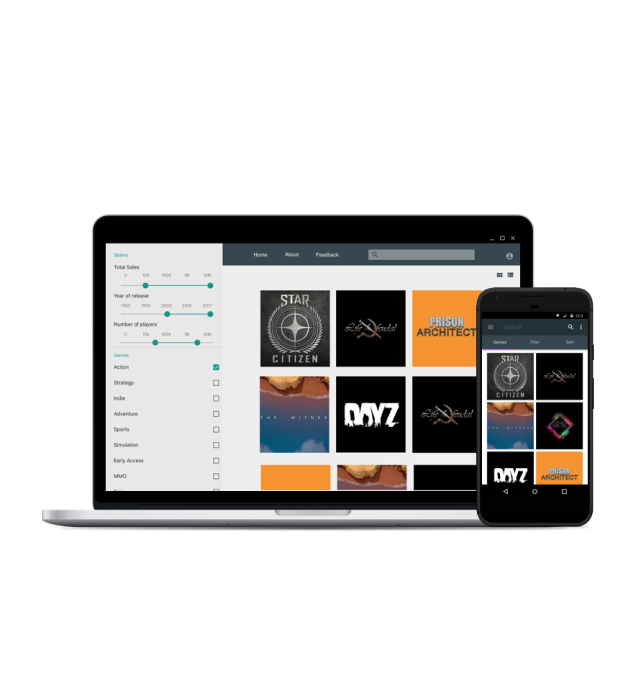 Home About Feedback
Sliders
Total Sales
0 10K 100k 1M 10M
Year of release
1980 1990 2000 2010 2017
Number of players
0 10k 100k 1M 10M
Genres
Action
Strategy
Indie
Adventure
Sports
Simulation
Early Access
MMO
STAR
CITIZEN
Life is Feudal
PRISON
ARCHITECT
THE WITNES
DAYZ
Life is Feudal
Search
Games Filter Sort
STAR
CITIZEN
Life is Feudal
THE WITNES
DAYZ
PRISON
ARCHITECT